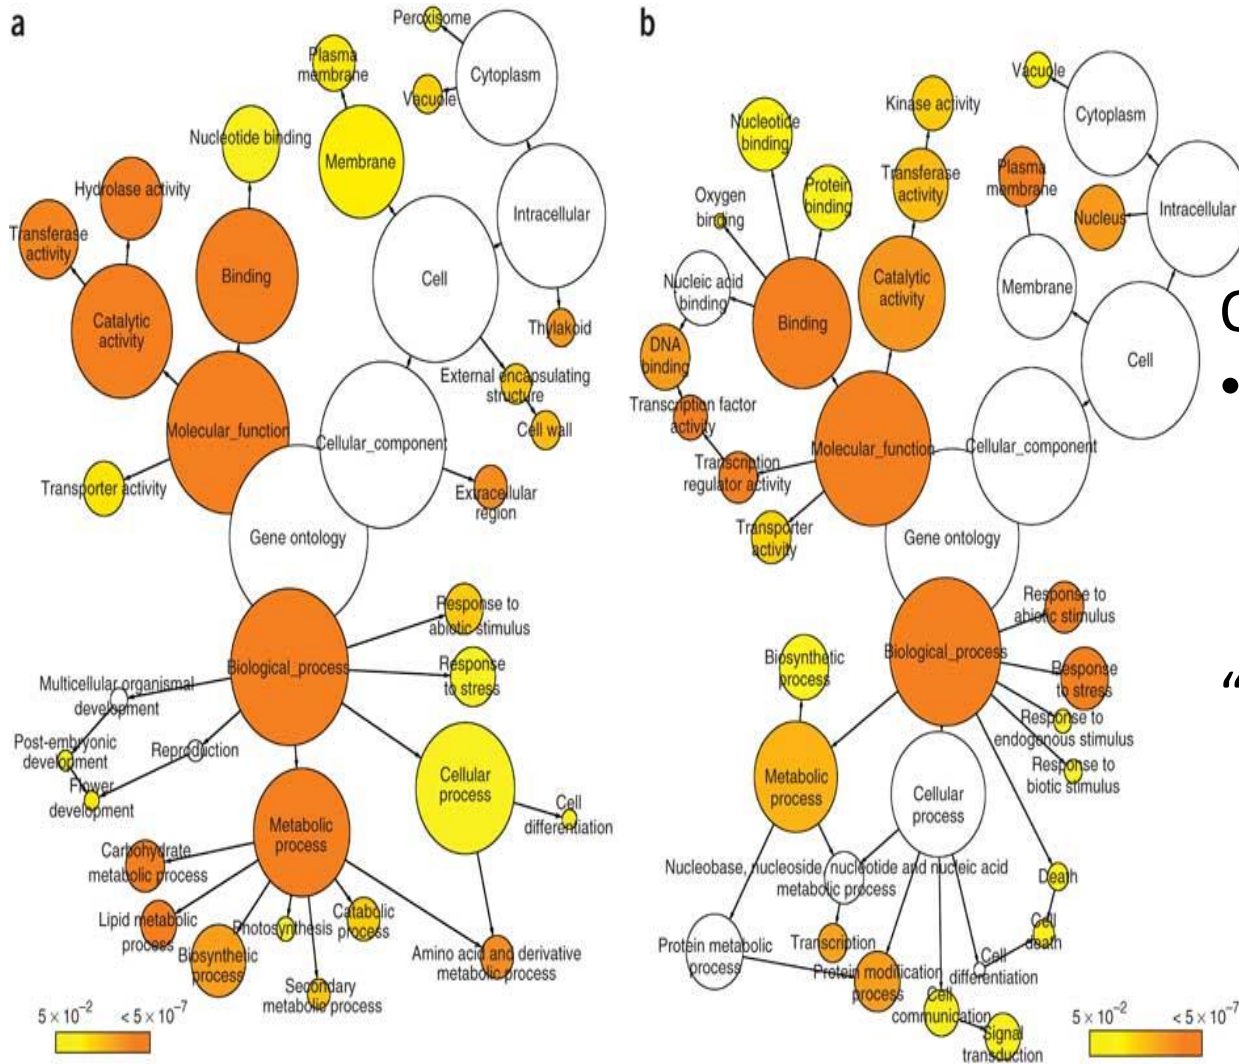 a
Peroxisome
Plasma
membrane
Cytoplasm
Vacuole
Nucleotide binding
Membrane
Hydrolase activity
Intracellular
Transferase
activity
Binding
Cell
Catalytic
activity
Thylakoid
External encapsulating
structure
Cell wall
Molecular_function
Cellular_component
Transporter activity
Extracellular
region
Gene ontology
Response to
abiotic stimulus
Biological_process
Response
to stress
Multicellular organismal
development
Post-embryonic
development
Reproduction
Flower
development
Cellular
process
Cell
differentiation
Metabolic
process
Carbohydrate
metabolic process
Lipid metabolic
process
Photosynthesis
Catabolic
process
Biosynthetic
process
Amino acid and derivative
metabolic process
Secondary
metabolic process
5 × 10⁻² < 5 × 10⁻⁷
b
Vacuole
Kinase activity
Cytoplasm
Nucleotide
binding
Transferase
activity
Plasma
membrane
Protein
binding
Oxygen
binding
Nucleus
Intracellular
Nucleic acid
binding
Catalytic
activity
Membrane
Binding
DNA
binding
Cell
Transcription factor
activity
Molecular_function
Cellular_component
Transcription
regulator activity
Transporter
activity
Gene ontology
Response to
abiotic stimulus
Biosynthetic
process
Biological_process
Response
to stress
Response to
endogenous stimulus
Response to
biotic stimulus
Metabolic
process
Cellular
process
Nucleobase, nucleoside, nucleotide and nucleic acid
metabolic process
Death
Cell
death
Protein metabolic
process
Transcription
Cell
differentiation
Protein modification
process
Cell
communication
Signal
transduction
5 × 10⁻² < 5 × 10⁻⁷
•
“